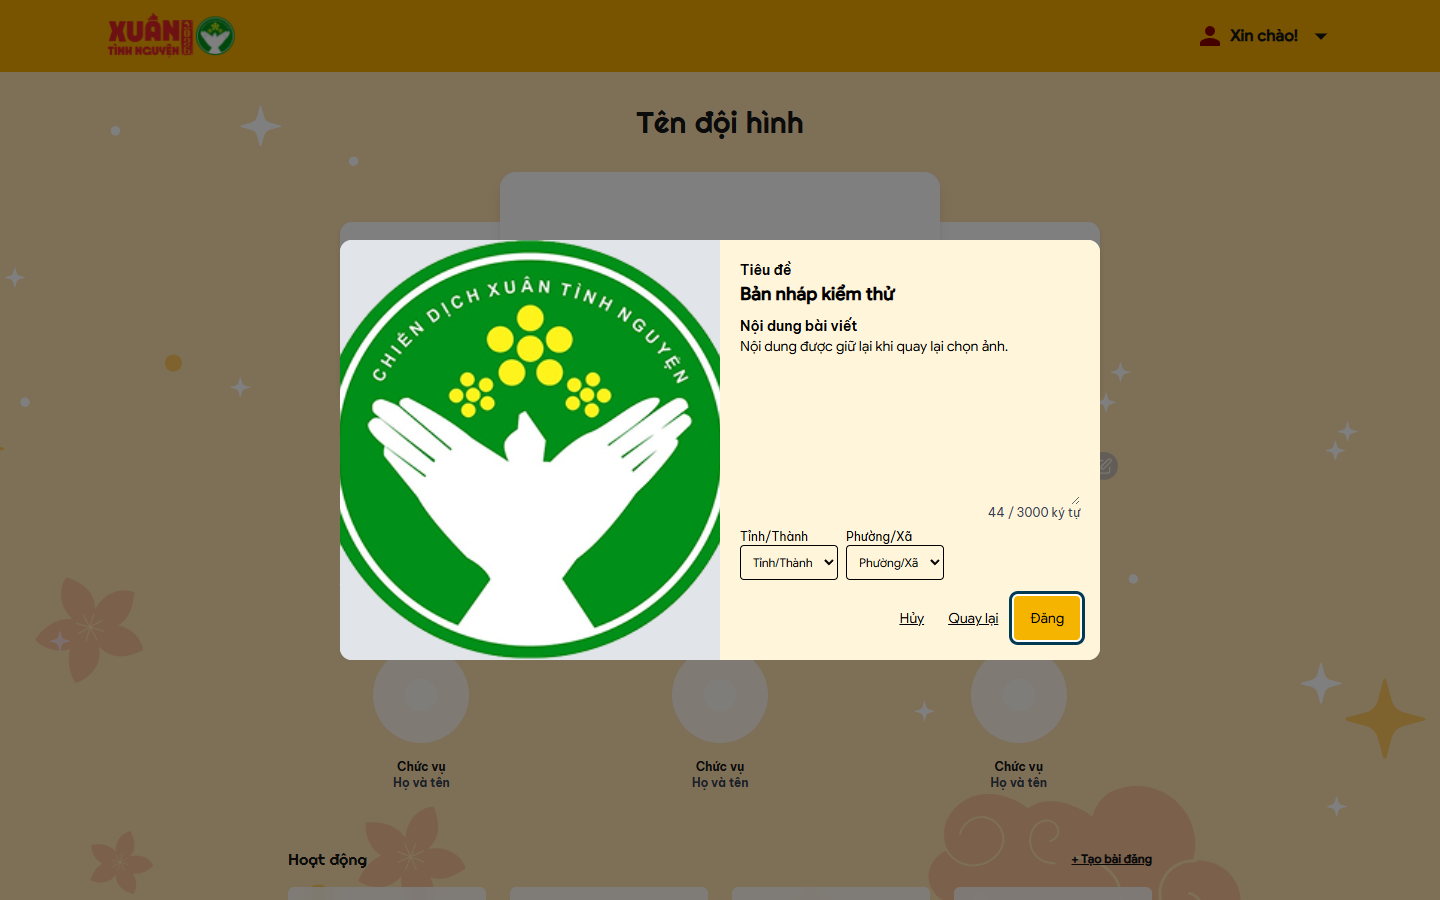 XUÂN
TÌNH NGUYỆN
Xin chào!
Tên đội hình
CHIẾN DỊCH XUÂN TÌNH NGUYỆN
Tiêu đề
Bản nháp kiểm thử
Nội dung bài viết
Nội dung được giữ lại khi quay lại chọn ảnh.
44 / 3000 ký tự
Tỉnh/Thành Phường/Xã
Tỉnh/Thành Phường/Xã
Hủy Quay lại Đăng
Chức vụ Chức vụ Chức vụ
Họ và tên Họ và tên Họ và tên
Hoạt động
+ Tạo bài đăng